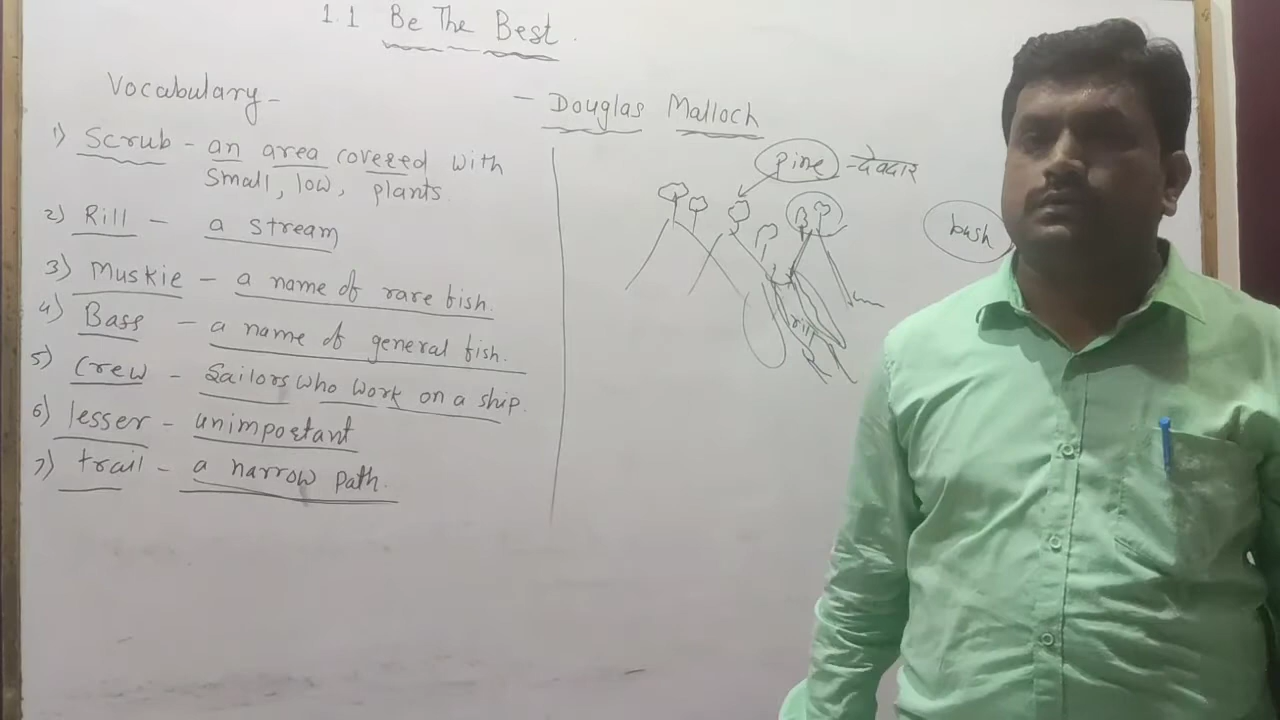 1.1 Be The Best.
Vocabulary -
- Douglas Malloch
1) Scrub - an area covered with
small, low, plants.
2) Rill - a stream
3) Muskie - a name of rare fish.
4) Bass - a name of general fish.
5) Crew - Sailors who work on a ship.
6) lesser - unimportant
7) trail - a narrow path.
pine - देवदार
bush
rill